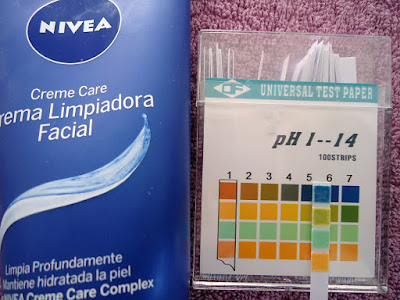 NIVEA
Creme Care
rema Limpiadora
Facial
Limpia Profundamente
Mantiene hidratada la piel
NIVEA Creme Care Complex
UNIVERSAL TEST PAPER
pH 1--14
100STRIPS
1 2 3 4 5 6 7